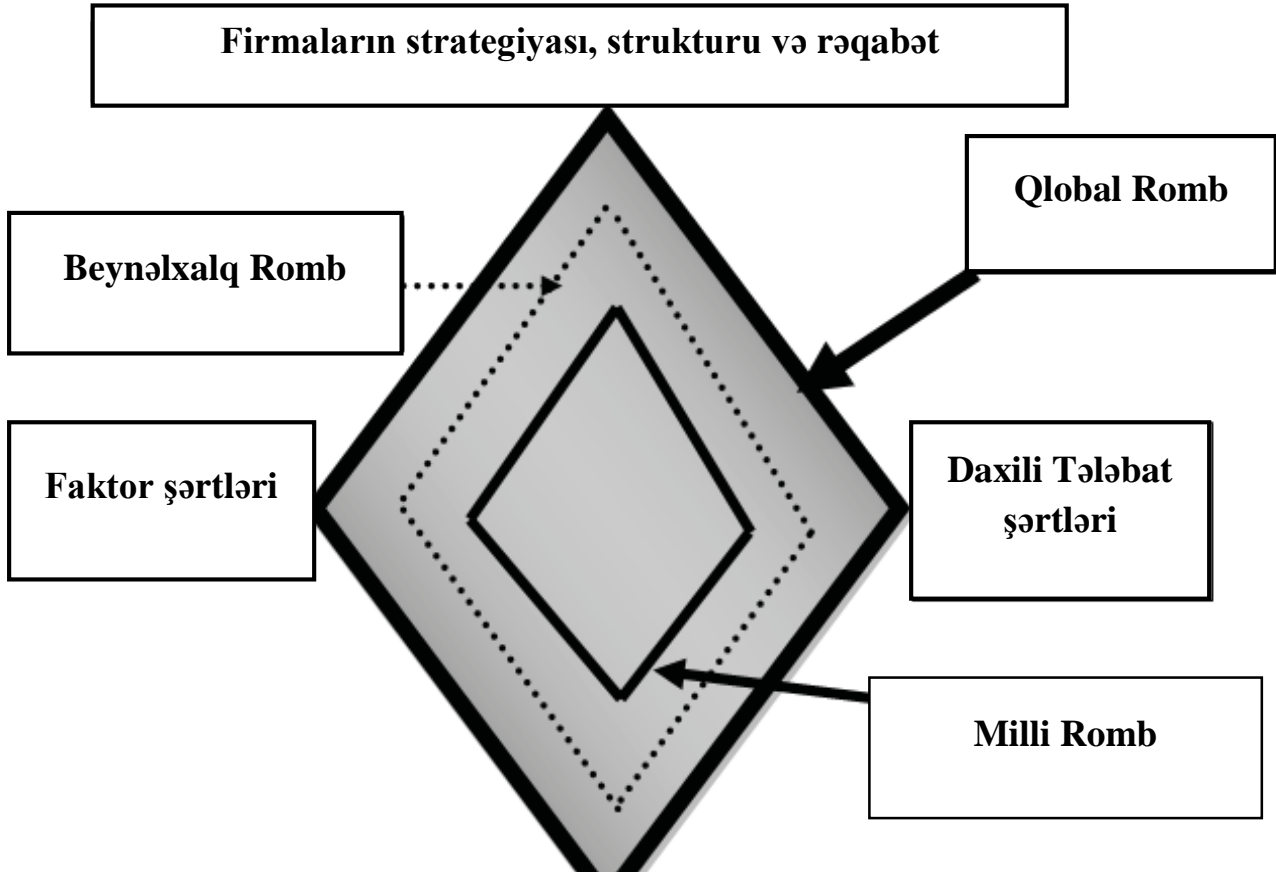 Firmaların strategiyası, strukturu və rəqabət
Qlobal Romb
Beynəlxalq Romb
Faktor şərtləri
Daxili Tələbat
şərtləri
Milli Romb